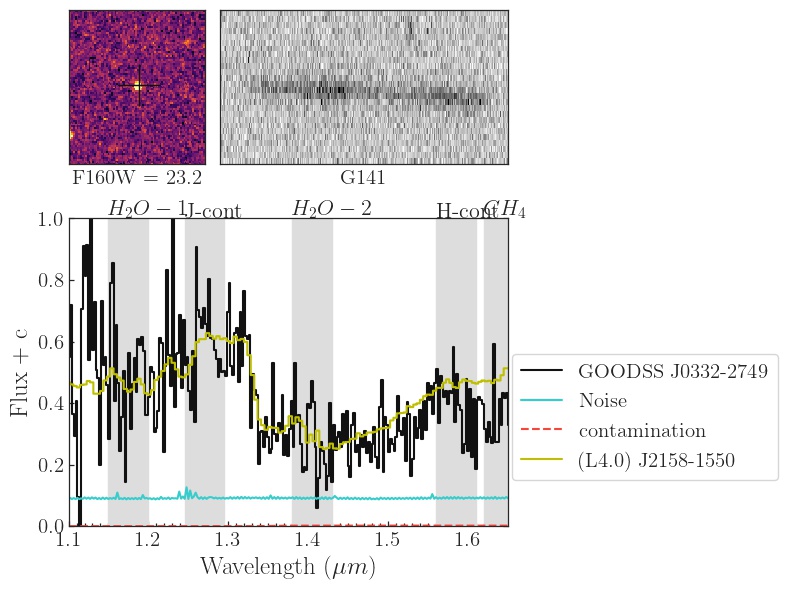 F160W = 23.2
G141
H₂O − 1 J-cont H₂O − 2 H-cont CH₄
1.0
0.8
0.6
0.4
0.2
0.0
Flux + c
1.1 1.2 1.3 1.4 1.5 1.6
Wavelength (μm)
GOODSS J0332-2749
Noise
contamination
(L4.0) J2158-1550